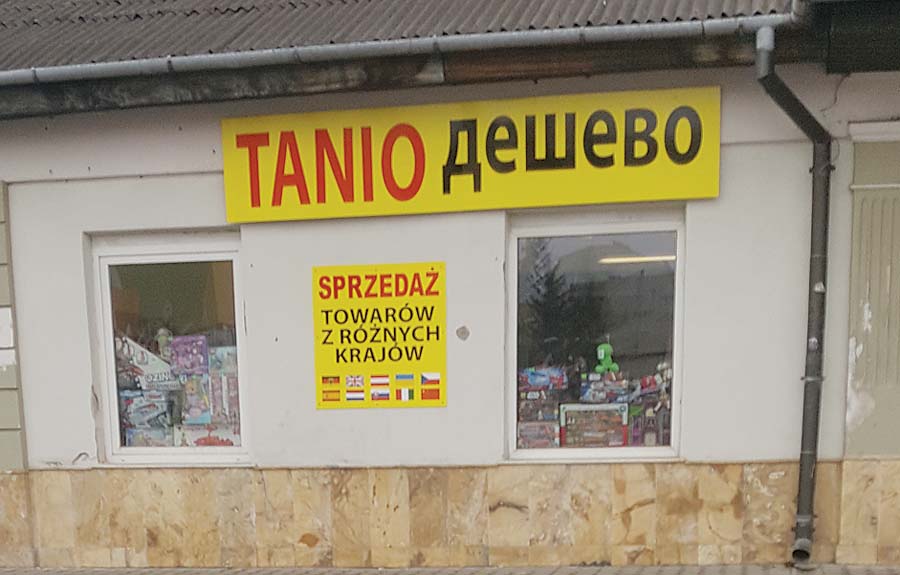 TANIO дешево
SPRZEDAŻ
TOWARÓW
Z RÓŻNYCH
KRAJÓW